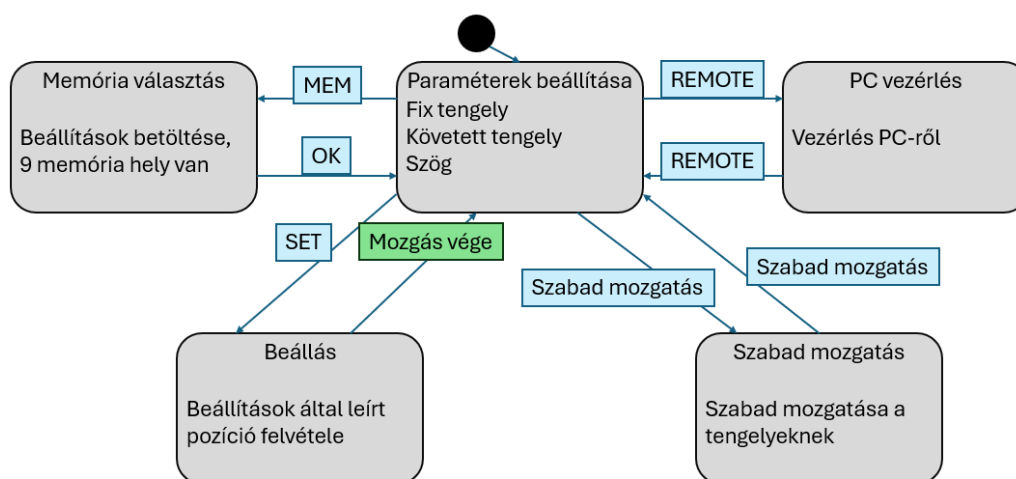 Memória választás
Beállítások betöltése,
9 memória hely van
MEM
OK
Paraméterek beállítása
Fix tengely
Követett tengely
Szög
REMOTE
REMOTE
PC vezérlés
Vezérlés PC-ről
SET
Mozgás vége
Szabad mozgatás
Szabad mozgatás
Beállás
Beállítások által leírt
pozíció felvétele
Szabad mozgatás
Szabad mozgatása a
tengelyeknek